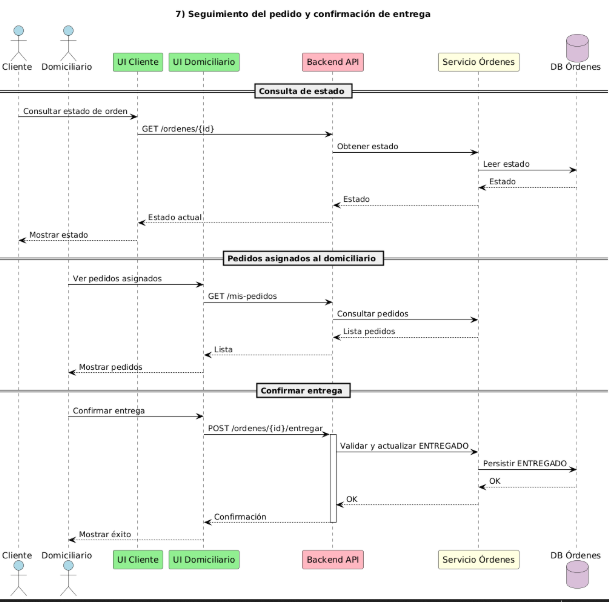 7) Seguimiento del pedido y confirmación de entrega
Cliente
Domiciliario
UI Cliente
UI Domiciliario
Backend API
Servicio Órdenes
DB Órdenes
Consulta de estado
Consultar estado de orden
GET /ordenes/{id}
Obtener estado
Leer estado
Estado
Estado
Estado actual
Mostrar estado
Pedidos asignados al domiciliario
Ver pedidos asignados
GET /mis-pedidos
Consultar pedidos
Lista pedidos
Lista
Mostrar pedidos
Confirmar entrega
Confirmar entrega
POST /ordenes/{id}/entregar
Validar y actualizar ENTREGADO
Persistir ENTREGADO
OK
OK
Confirmación
Mostrar éxito
Cliente
Domiciliario
UI Cliente
UI Domiciliario
Backend API
Servicio Órdenes
DB Órdenes